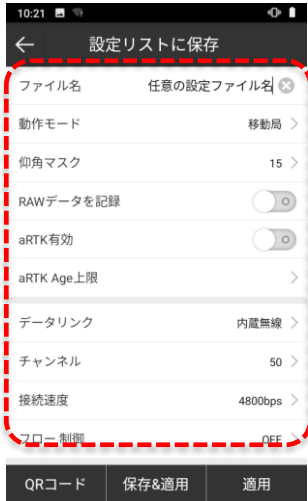 10:21
設定リストに保存
ファイル名 任意の設定ファイル名
動作モード 移動局
仰角マスク 15
RAWデータを記録
aRTK有効
aRTK Age上限
データリンク 内蔵無線
チャンネル 50
接続速度 4800bps
フロー 制御 OFF
QRコード 保存&適用 適用